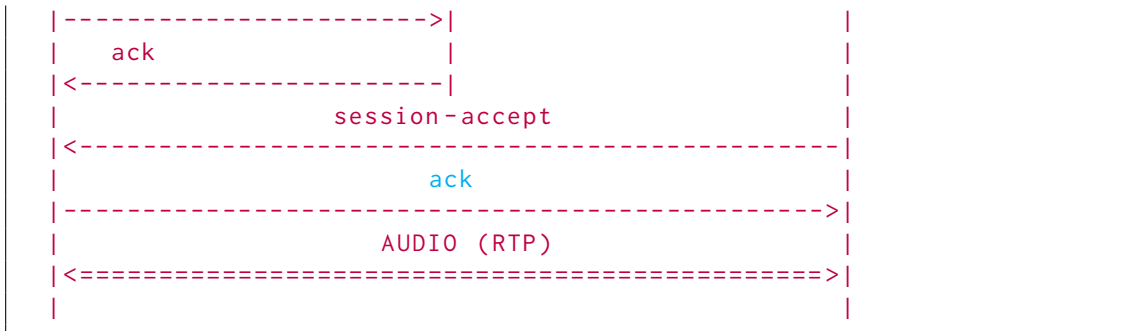 |----------------------->|                         |
|   ack                  |                         |
|<-----------------------|                         |
|                 session-accept                   |
|<------------------------------------------------|
|                       ack                        |
|------------------------------------------------>|
|                    AUDIO (RTP)                   |
|<===============================================>|
|                                                  |